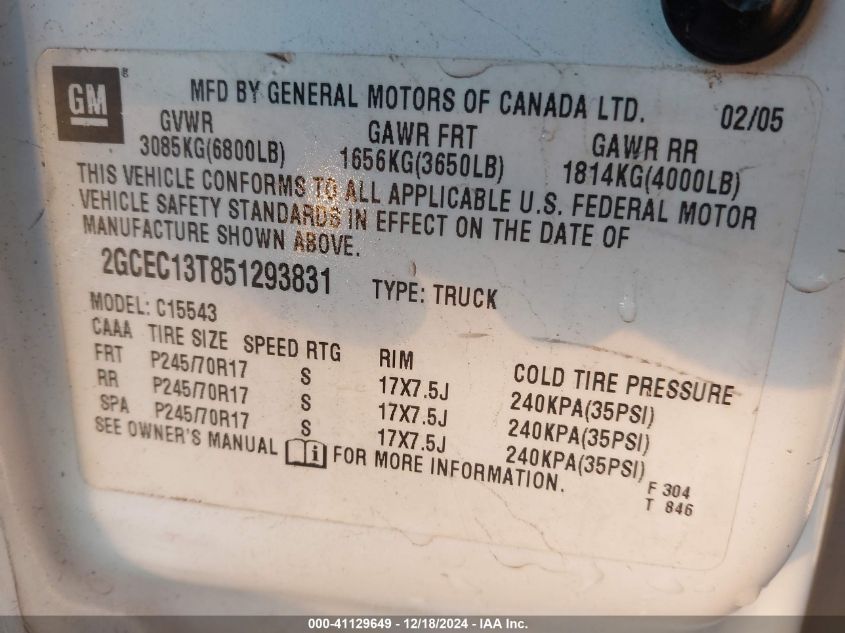 GM® MFD BY GENERAL MOTORS OF CANADA LTD. 02/05
GVWR GAWR FRT GAWR RR
3085KG(6800LB) 1656KG(3650LB) 1814KG(4000LB)
THIS VEHICLE CONFORMS TO ALL APPLICABLE U.S. FEDERAL MOTOR
VEHICLE SAFETY STANDARDS IN EFFECT ON THE DATE OF
MANUFACTURE SHOWN ABOVE.
2GCEC13T851293831 TYPE: TRUCK
MODEL: C15543
CAAA TIRE SIZE SPEED RTG RIM COLD TIRE PRESSURE
FRT P245/70R17 S 17X7.5J 240KPA(35PSI)
RR P245/70R17 S 17X7.5J 240KPA(35PSI)
SPA P245/70R17 S 17X7.5J 240KPA(35PSI)
SEE OWNER'S MANUAL i FOR MORE INFORMATION.
F 304
T 846
000-41129649 / 12/18/2024 - IAA Inc.